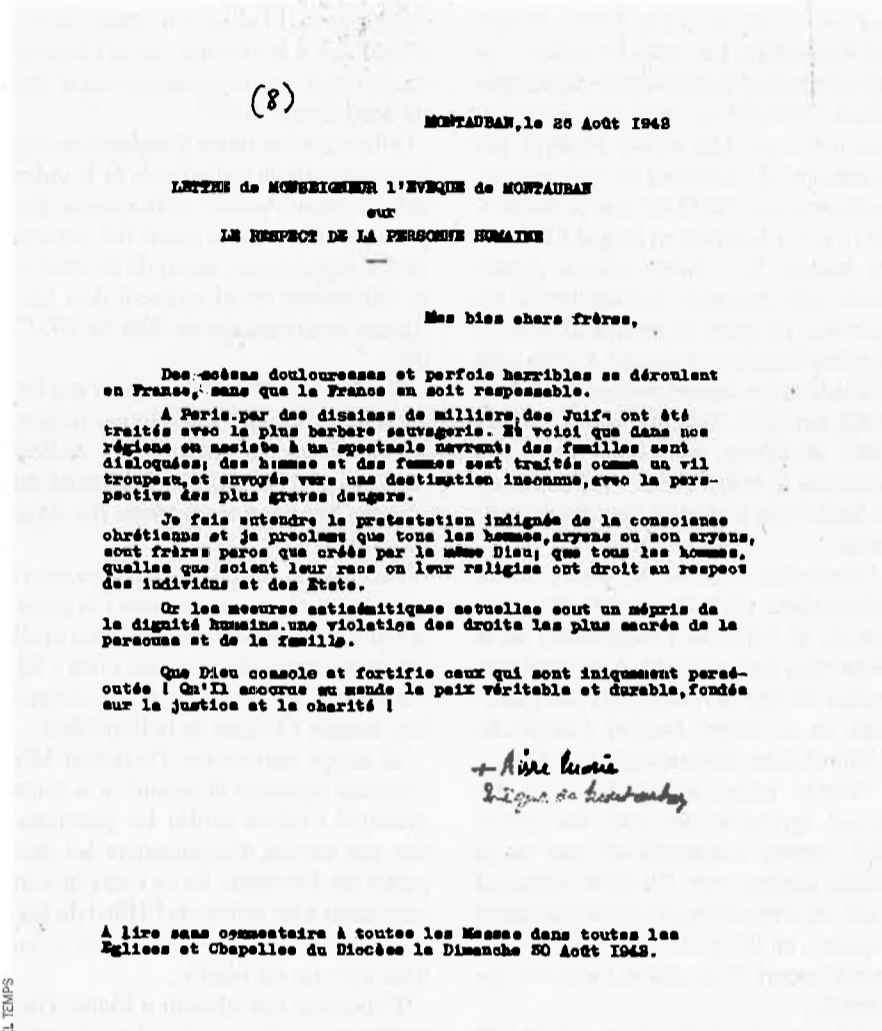 (8)
MONTAUBAN, le 26 Août 1942
LETTRE de MONSEIGNEUR l'EVEQUE de MONTAUBAN
sur
LE RESPECT DE LA PERSONNE HUMAINE
Mes bien chers frères,
Des scènes douloureuses et parfois horribles se déroulent
en France, sans que la France en soit responsable.
A Paris, par des dizaines de milliers, des Juifs ont été
traités avec la plus barbare sauvagerie. Et voici que dans nos
régions on assiste à un spectacle navrant: des familles sont
disloquées; des hommes et des femmes sont traités comme un vil
troupeau, et envoyés vers une destination inconnue, avec la pers-
pective des plus graves dangers.
Je fais entendre la protestation indignée de la conscience
chrétienne et je proclame que tous les hommes, aryens ou non aryens,
sont frères parce que créés par le même Dieu; que tous les hommes,
quelles que soient leur race ou leur religion ont droit au respect
des individus et des Etats.
Or les mesures antisémitiques actuelles sont un mépris de
la dignité humaine, une violation des droits les plus sacrés de la
personne et de la famille.
Que Dieu console et fortifie ceux qui sont iniquement persé-
cutés ! Qu'Il accorde au monde la paix véritable et durable, fondée
sur la justice et la charité !
+ Pierre Marie
Evêque de Montauban
A lire sans commentaire à toutes les Messes dans toutes les
Eglises et Chapelles du Diocèse le Dimanche 30 Août 1942.
EL TEMPS